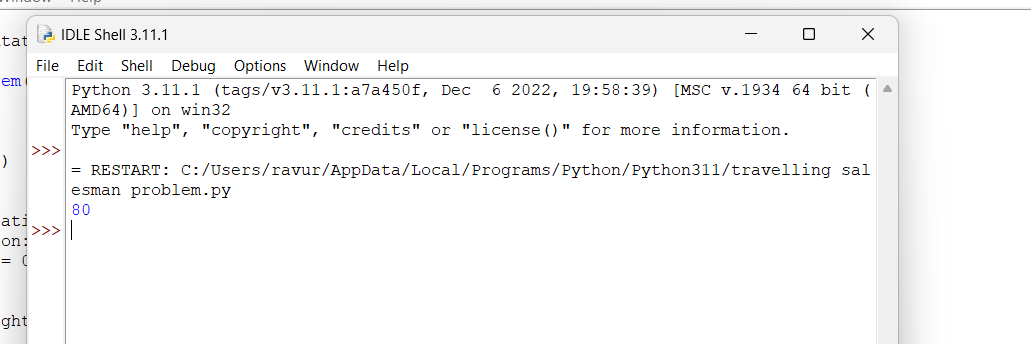 Window Help
IDLE Shell 3.11.1
File Edit Shell Debug Options Window Help
Python 3.11.1 (tags/v3.11.1:a7a450f, Dec  6 2022, 19:58:39) [MSC v.1934 64 bit (
AMD64)] on win32
Type "help", "copyright", "credits" or "license()" for more information.
>>>
= RESTART: C:/Users/ravur/AppData/Local/Programs/Python/Python311/travelling sal
esman problem.py
80
>>>
tat
em
)
ati
on:
= 0
ght